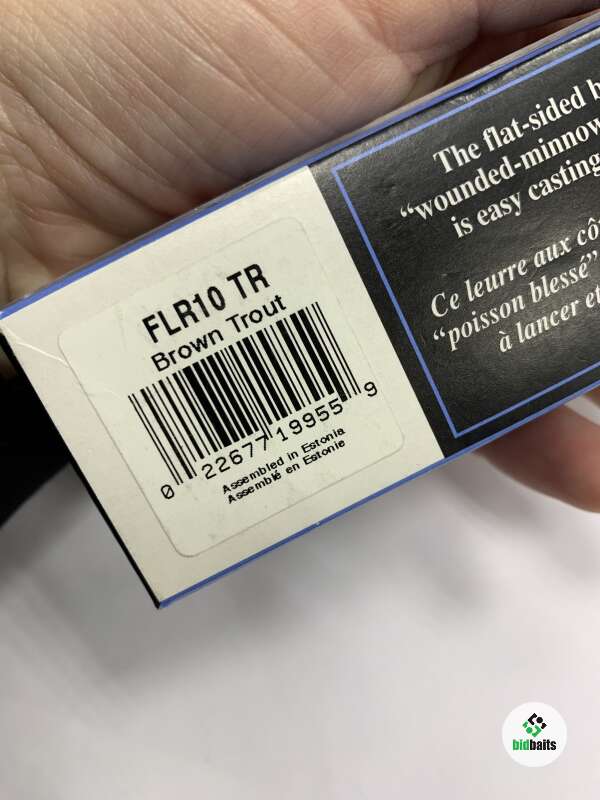 FLR10 TR
Brown Trout
0 22677 19955 9
Assembled in Estonia
Assemblé en Estonie
The flat-sided
"wounded-minnow
is easy casting
Ce leurre aux
"poisson blessé"
à lancer et
bidbaits